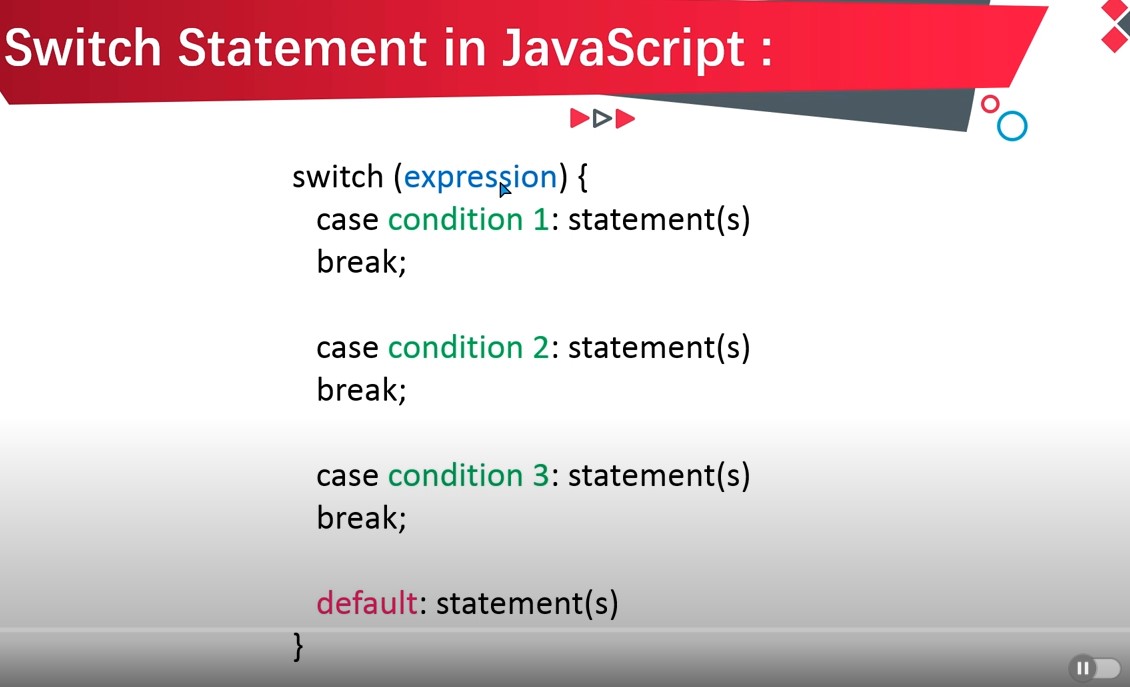 Switch Statement in JavaScript :
switch (expression) {
case condition 1: statement(s)
break;
case condition 2: statement(s)
break;
case condition 3: statement(s)
break;
default: statement(s)
}